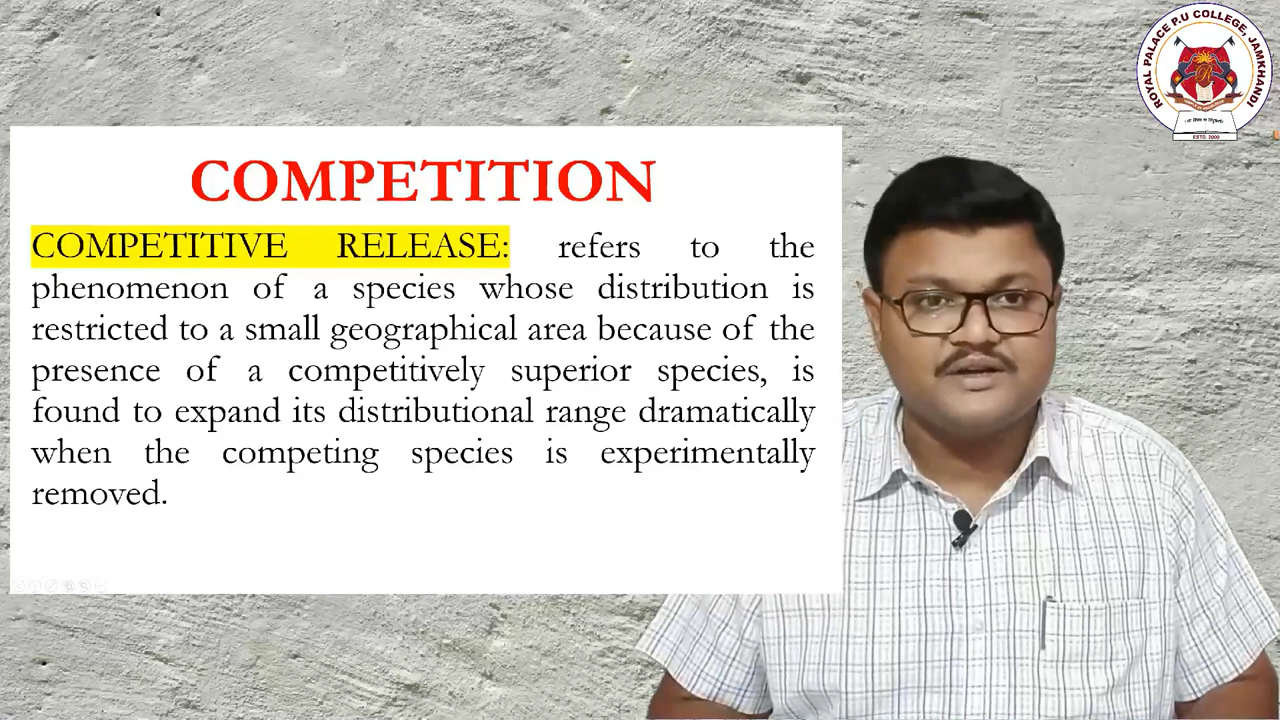 ROYAL PALACE P.U COLLEGE, JAMKHANDI
ESTD. 2009
COMPETITION
COMPETITIVE RELEASE: refers to the
phenomenon of a species whose distribution is
restricted to a small geographical area because of the
presence of a competitively superior species, is
found to expand its distributional range dramatically
when the competing species is experimentally
removed.